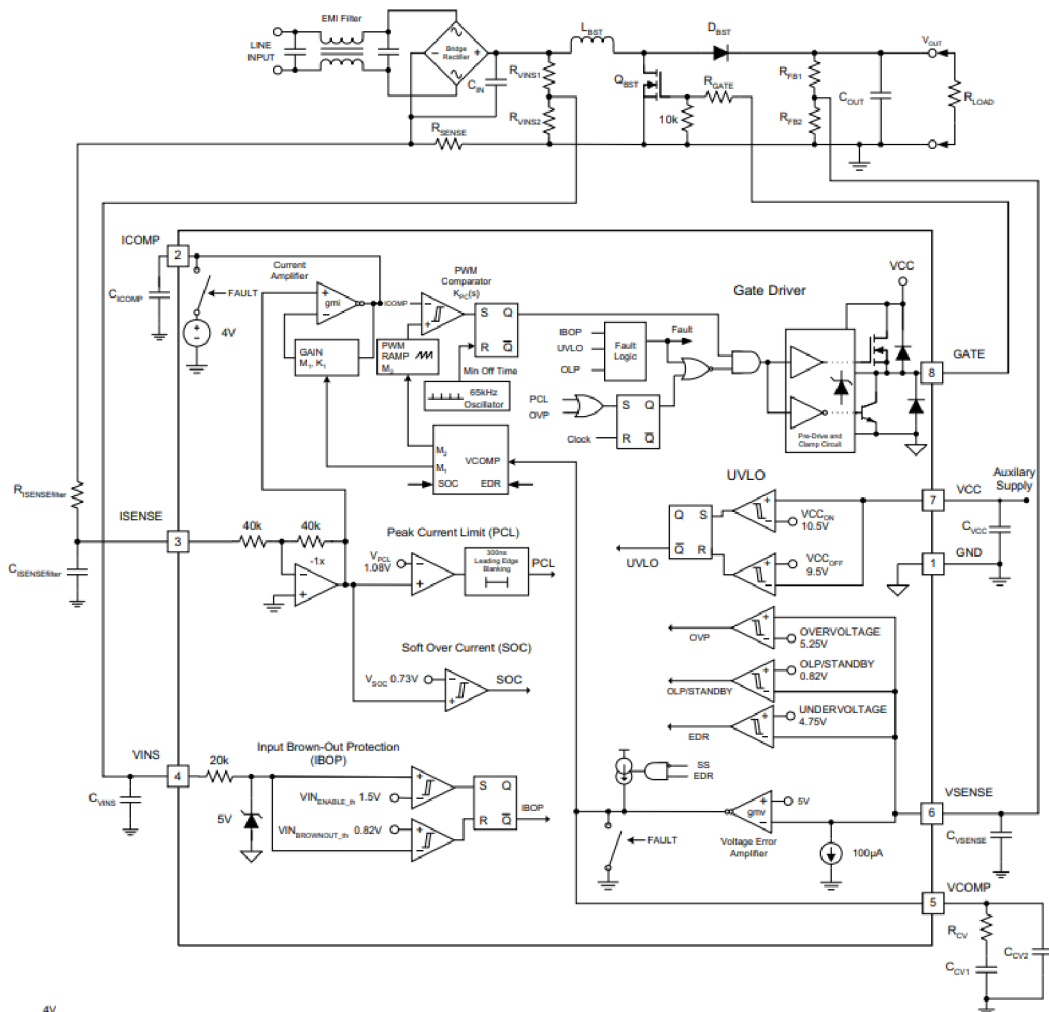 EMI Filter
LINE
INPUT
Bridge
Rectifier
C_IN
R_VINS1
R_VINS2
L_BST
D_BST
Q_BST
R_GATE
10k
R_FB1
R_FB2
C_OUT
V_OUT
R_LOAD
R_SENSE
ICOMP
2
C_ICOMP
FAULT
4V
Current
Amplifier
gmi
ICOMP
PWM
Comparator
K_PC(s)
S Q
R Q̅
GAIN
M_1, K_1
PWM
RAMP
M_2
Min Off Time
65kHz
Oscillator
M_2
M_1
VCOMP
SOC EDR
IBOP
UVLO
OLP
Fault
Logic
Fault
PCL
OVP
Clock
S Q
R Q̅
Gate Driver
VCC
Pre-Drive and
Clamp Circuit
GATE
8
R_ISENSEfilter
ISENSE
3
C_ISENSEfilter
40k
40k
-1x
Peak Current Limit (PCL)
V_PCL
1.08V
300ns
Leading Edge
Blanking
PCL
Soft Over Current (SOC)
V_SOC 0.73V
SOC
UVLO
Q S
Q̅ R
UVLO
VCC_ON
10.5V
VCC_OFF
9.5V
7
VCC
Auxilary
Supply
C_VCC
GND
1
OVP
OVERVOLTAGE
5.25V
OLP/STANDBY
OLP/STANDBY
0.82V
EDR
UNDERVOLTAGE
4.75V
VINS
4
C_VINS
20k
5V
Input Brown-Out Protection
(IBOP)
VIN_ENABLE_th 1.5V
VIN_BROWNOUT_th 0.82V
S Q
R Q̅
IBOP
SS
EDR
FAULT
gmv
5V
Voltage Error
Amplifier
100µA
VSENSE
6
C_VSENSE
VCOMP
5
R_CV
C_CV1
C_CV2
4V